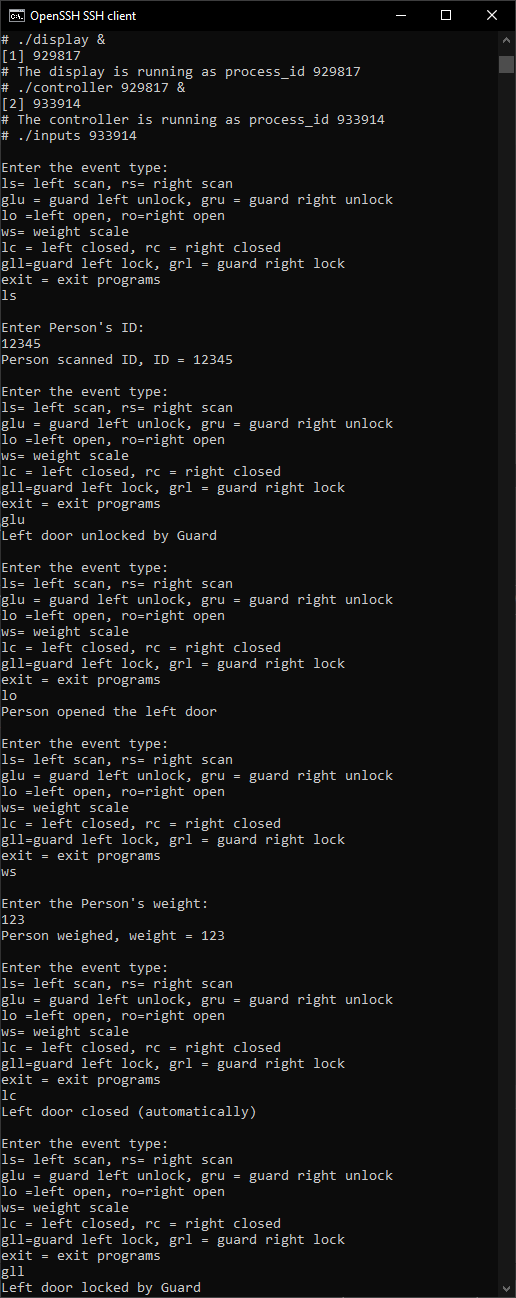 OpenSSH SSH client
# ./display &
[1] 929817
# The display is running as process_id 929817
# ./controller 929817 &
[2] 933914
# The controller is running as process_id 933914
# ./inputs 933914
Enter the event type:
ls= left scan, rs= right scan
glu = guard left unlock, gru = guard right unlock
lo =left open, ro=right open
ws= weight scale
lc = left closed, rc = right closed
gll=guard left lock, grl = guard right lock
exit = exit programs
ls
Enter Person's ID:
12345
Person scanned ID, ID = 12345
Enter the event type:
ls= left scan, rs= right scan
glu = guard left unlock, gru = guard right unlock
lo =left open, ro=right open
ws= weight scale
lc = left closed, rc = right closed
gll=guard left lock, grl = guard right lock
exit = exit programs
glu
Left door unlocked by Guard
Enter the event type:
ls= left scan, rs= right scan
glu = guard left unlock, gru = guard right unlock
lo =left open, ro=right open
ws= weight scale
lc = left closed, rc = right closed
gll=guard left lock, grl = guard right lock
exit = exit programs
lo
Person opened the left door
Enter the event type:
ls= left scan, rs= right scan
glu = guard left unlock, gru = guard right unlock
lo =left open, ro=right open
ws= weight scale
lc = left closed, rc = right closed
gll=guard left lock, grl = guard right lock
exit = exit programs
ws
Enter the Person's weight:
123
Person weighed, weight = 123
Enter the event type:
ls= left scan, rs= right scan
glu = guard left unlock, gru = guard right unlock
lo =left open, ro=right open
ws= weight scale
lc = left closed, rc = right closed
gll=guard left lock, grl = guard right lock
exit = exit programs
lc
Left door closed (automatically)
Enter the event type:
ls= left scan, rs= right scan
glu = guard left unlock, gru = guard right unlock
lo =left open, ro=right open
ws= weight scale
lc = left closed, rc = right closed
gll=guard left lock, grl = guard right lock
exit = exit programs
gll
Left door locked by Guard